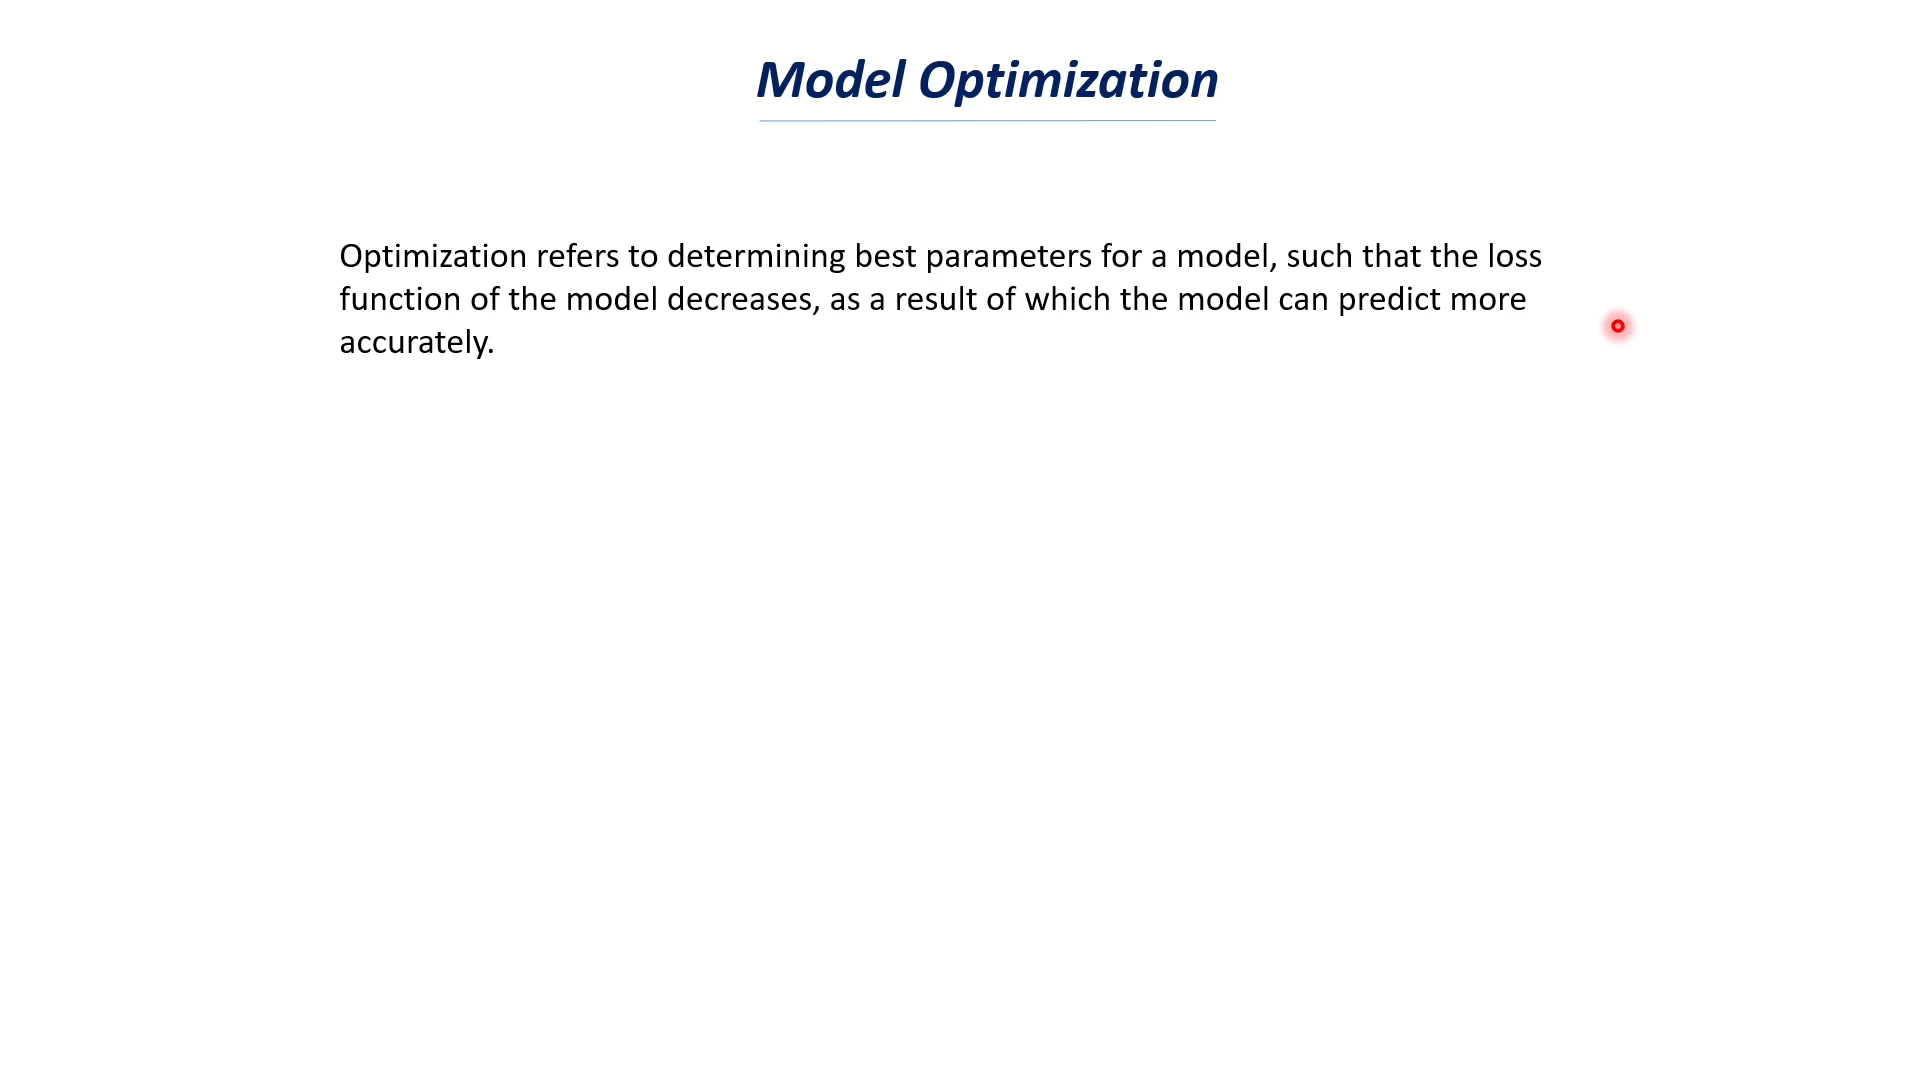 Model Optimization
Optimization refers to determining best parameters for a model, such that the loss
function of the model decreases, as a result of which the model can predict more
accurately.